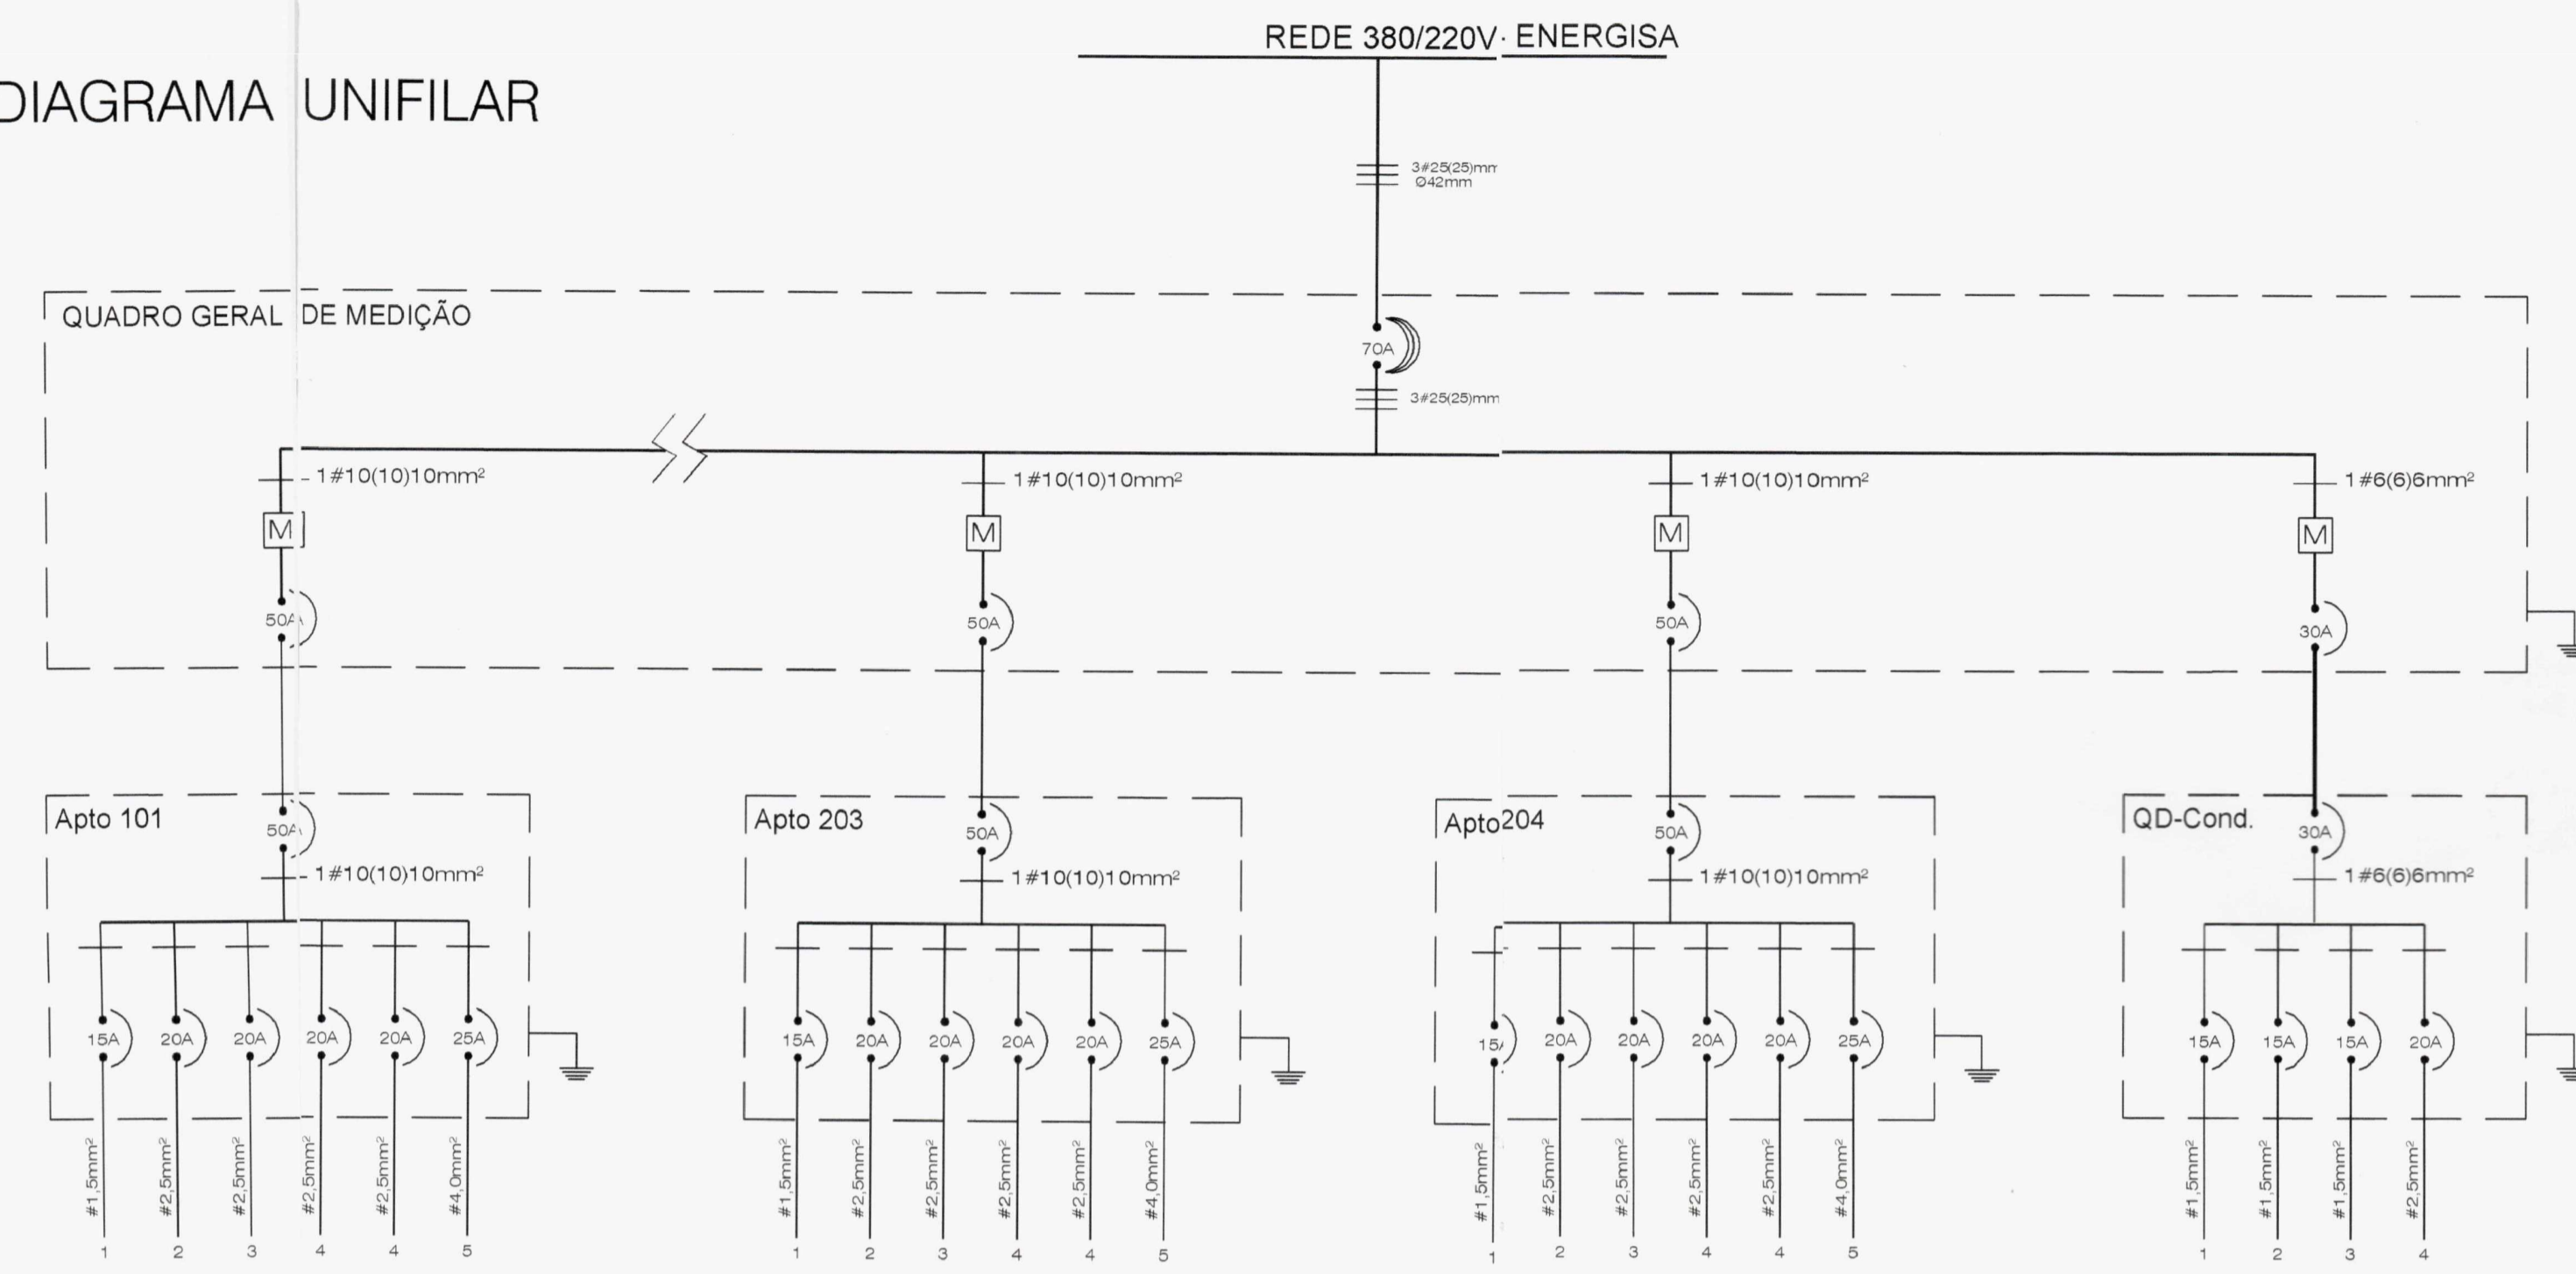 REDE 380/220V· ENERGISA
DIAGRAMA UNIFILAR
3#25(25)mm
Ø42mm
QUADRO GERAL DE MEDIÇÃO
70A
3#25(25)mm
1#10(10)10mm² 1#10(10)10mm² 1#10(10)10mm² 1#6(6)6mm²
M M M M
50A 50A 50A 30A
Apto 101 Apto 203 Apto204 QD-Cond.
50A 50A 50A 30A
1#10(10)10mm² 1#10(10)10mm² 1#10(10)10mm² 1#6(6)6mm²
15A 20A 20A 20A 20A 25A 15A 20A 20A 20A 20A 25A 15A 20A 20A 20A 20A 25A 15A 15A 15A 20A
#1,5mm² #2,5mm² #2,5mm² #2,5mm² #2,5mm² #4,0mm² #1,5mm² #2,5mm² #2,5mm² #2,5mm² #2,5mm² #4,0mm² #1,5mm² #2,5mm² #2,5mm² #2,5mm² #2,5mm² #4,0mm² #1,5mm² #1,5mm² #1,5mm² #2,5mm²
1 2 3 4 4 5 1 2 3 4 4 5 1 2 3 4 4 5 1 2 3 4